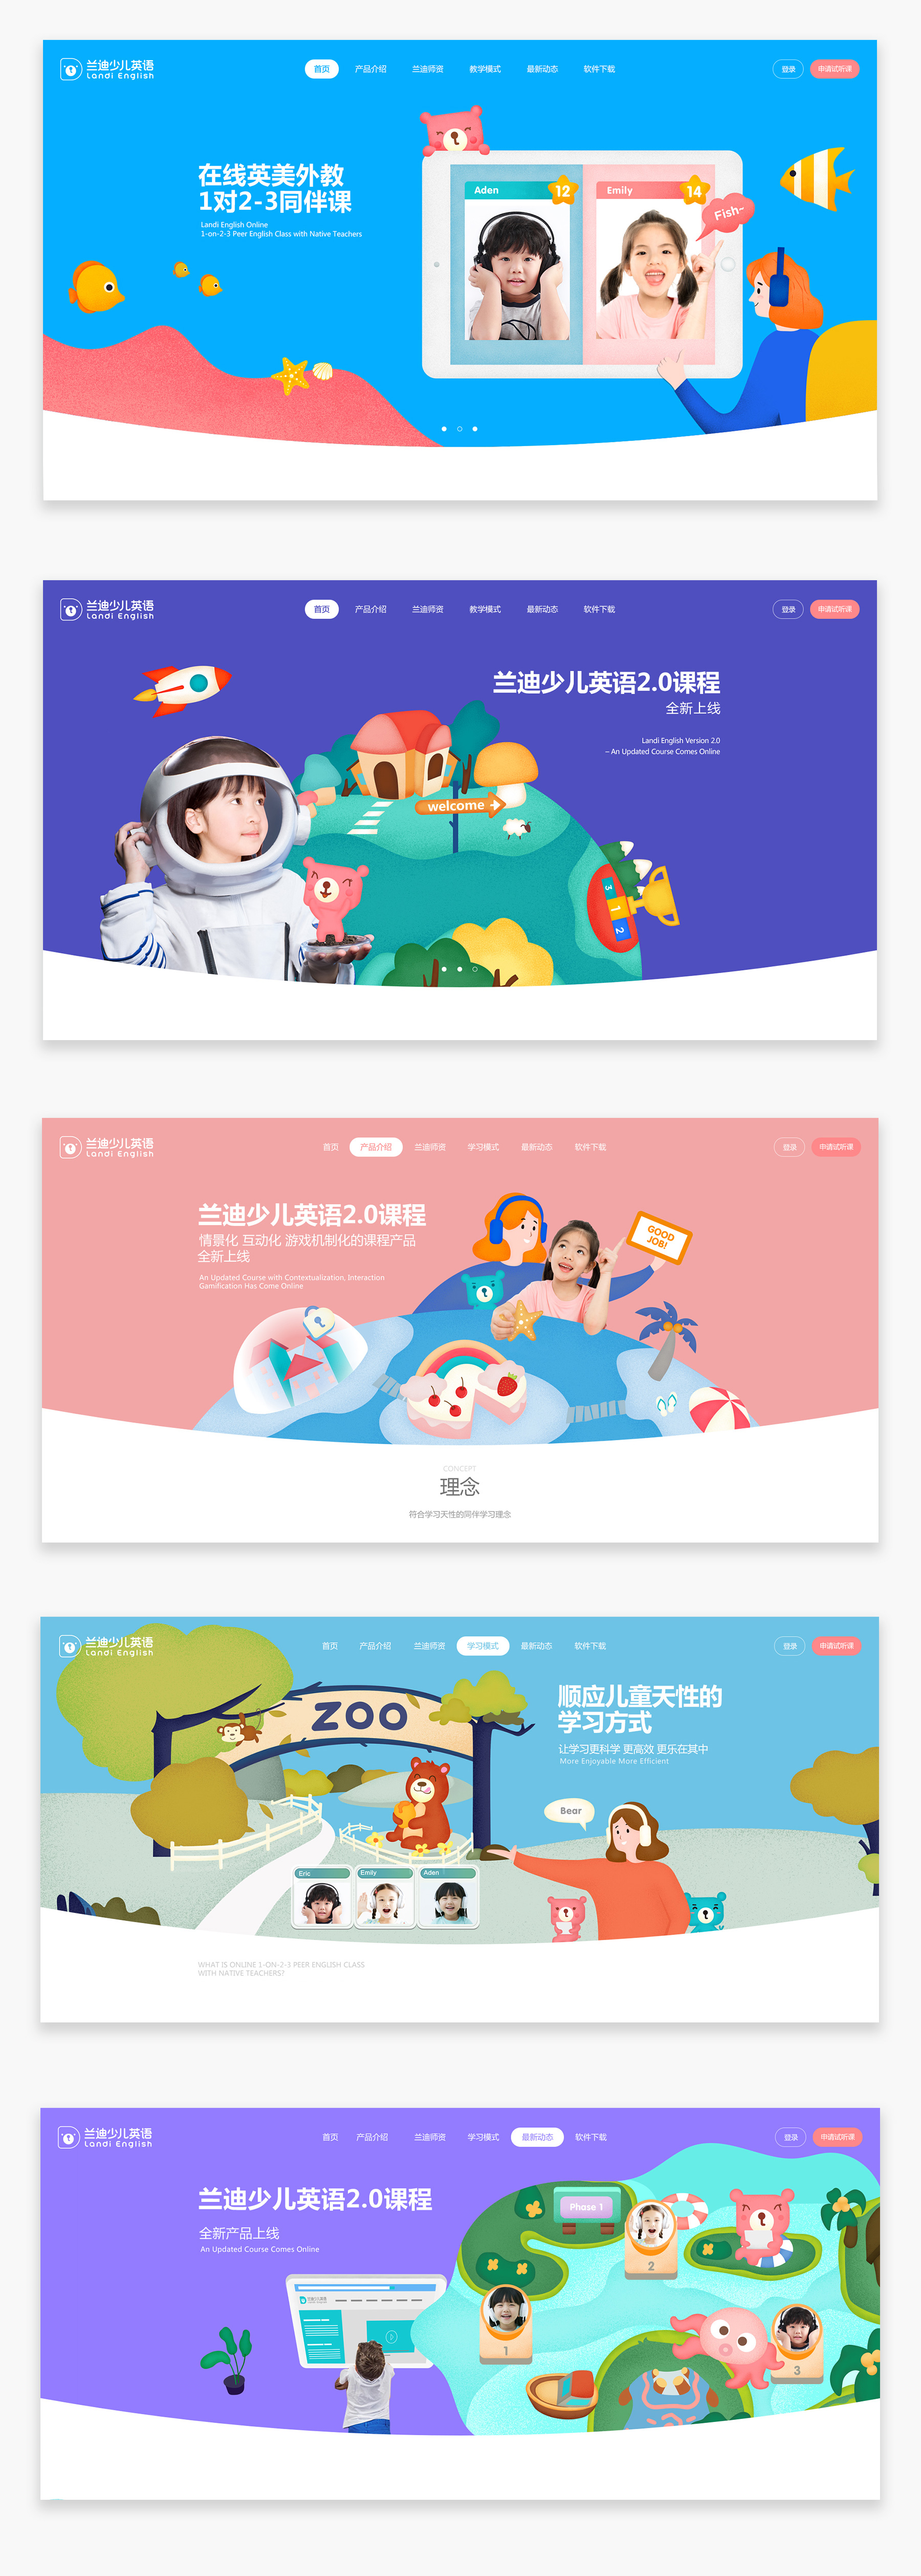 兰迪少儿英语
Landi English
首页 产品介绍 兰迪师资 教学模式 最新动态 软件下载
登录 申请试听课
在线英美外教
1对2-3同伴课
Landi English Online
1-on-2-3 Peer English Class with Native Teachers
Aden 12
Emily 14
Fish~
兰迪少儿英语
Landi English
首页 产品介绍 兰迪师资 教学模式 最新动态 软件下载
登录 申请试听课
兰迪少儿英语2.0课程
全新上线
Landi English Version 2.0
– An Updated Course Comes Online
welcome
3
1
2
兰迪少儿英语
Landi English
首页 产品介绍 兰迪师资 学习模式 最新动态 软件下载
登录 申请试听课
兰迪少儿英语2.0课程
情景化 互动化 游戏机制化的课程产品
全新上线
An Updated Course with Contextualization, Interaction
Gamification Has Come Online
GOOD
JOB!
CONCEPT
理念
符合学习天性的同伴学习理念
兰迪少儿英语
Landi English
首页 产品介绍 兰迪师资 学习模式 最新动态 软件下载
登录 申请试听课
ZOO
顺应儿童天性的
学习方式
让学习更科学 更高效 更乐在其中
More Enjoyable More Efficient
Bear
Eric Emily Aden
WHAT IS ONLINE 1-ON-2-3 PEER ENGLISH CLASS
WITH NATIVE TEACHERS?
兰迪少儿英语
Landi English
首页 产品介绍 兰迪师资 学习模式 最新动态 软件下载
登录 申请试听课
兰迪少儿英语2.0课程
全新产品上线
An Updated Course Comes Online
Phase 1
2
1
3